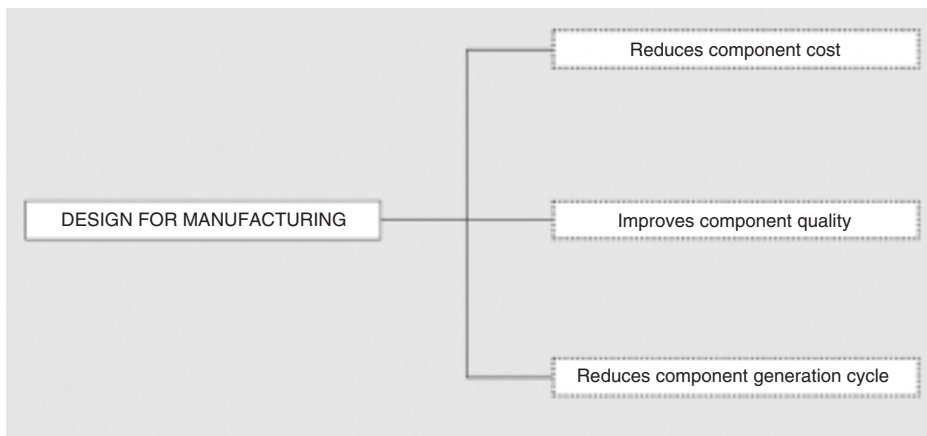 Reduces component cost
DESIGN FOR MANUFACTURING
Improves component quality
Reduces component generation cycle